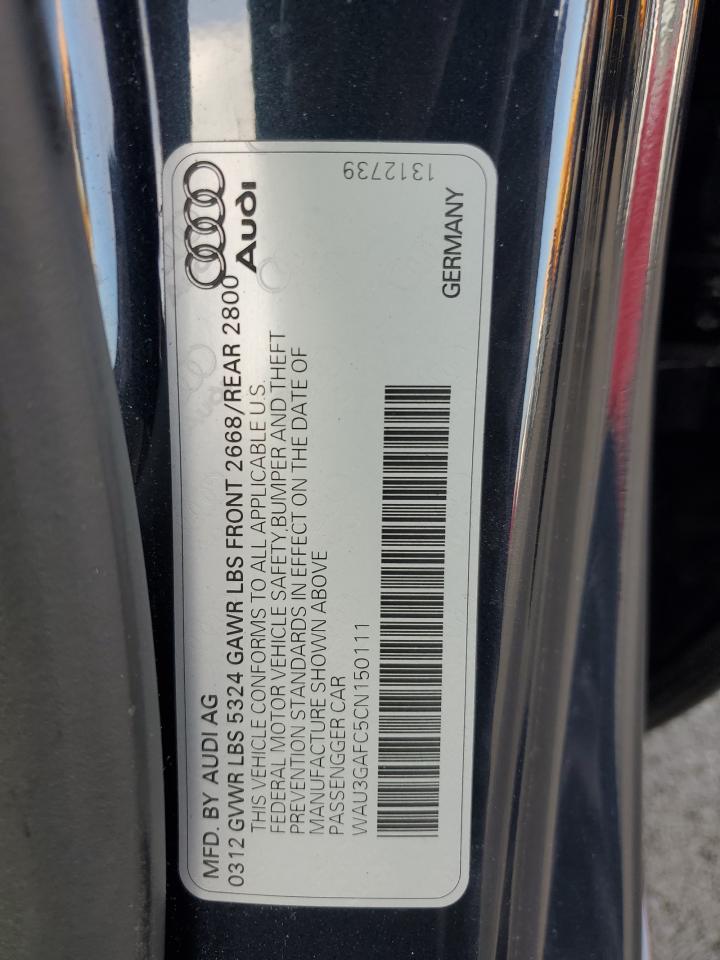 MFD. BY AUDI AG
0312 GVWR LBS 5324 GAWR LBS FRONT 2668/REAR 2800
THIS VEHICLE CONFORMS TO ALL APPLICABLE U.S.
FEDERAL MOTOR VEHICLE SAFETY,BUMPER AND THEFT
PREVENTION STANDARDS IN EFFECT ON THE DATE OF
MANUFACTURE SHOWN ABOVE
PASSENGGER CAR
WAU3GAFC5CN150111
Audi
GERMANY
1312739